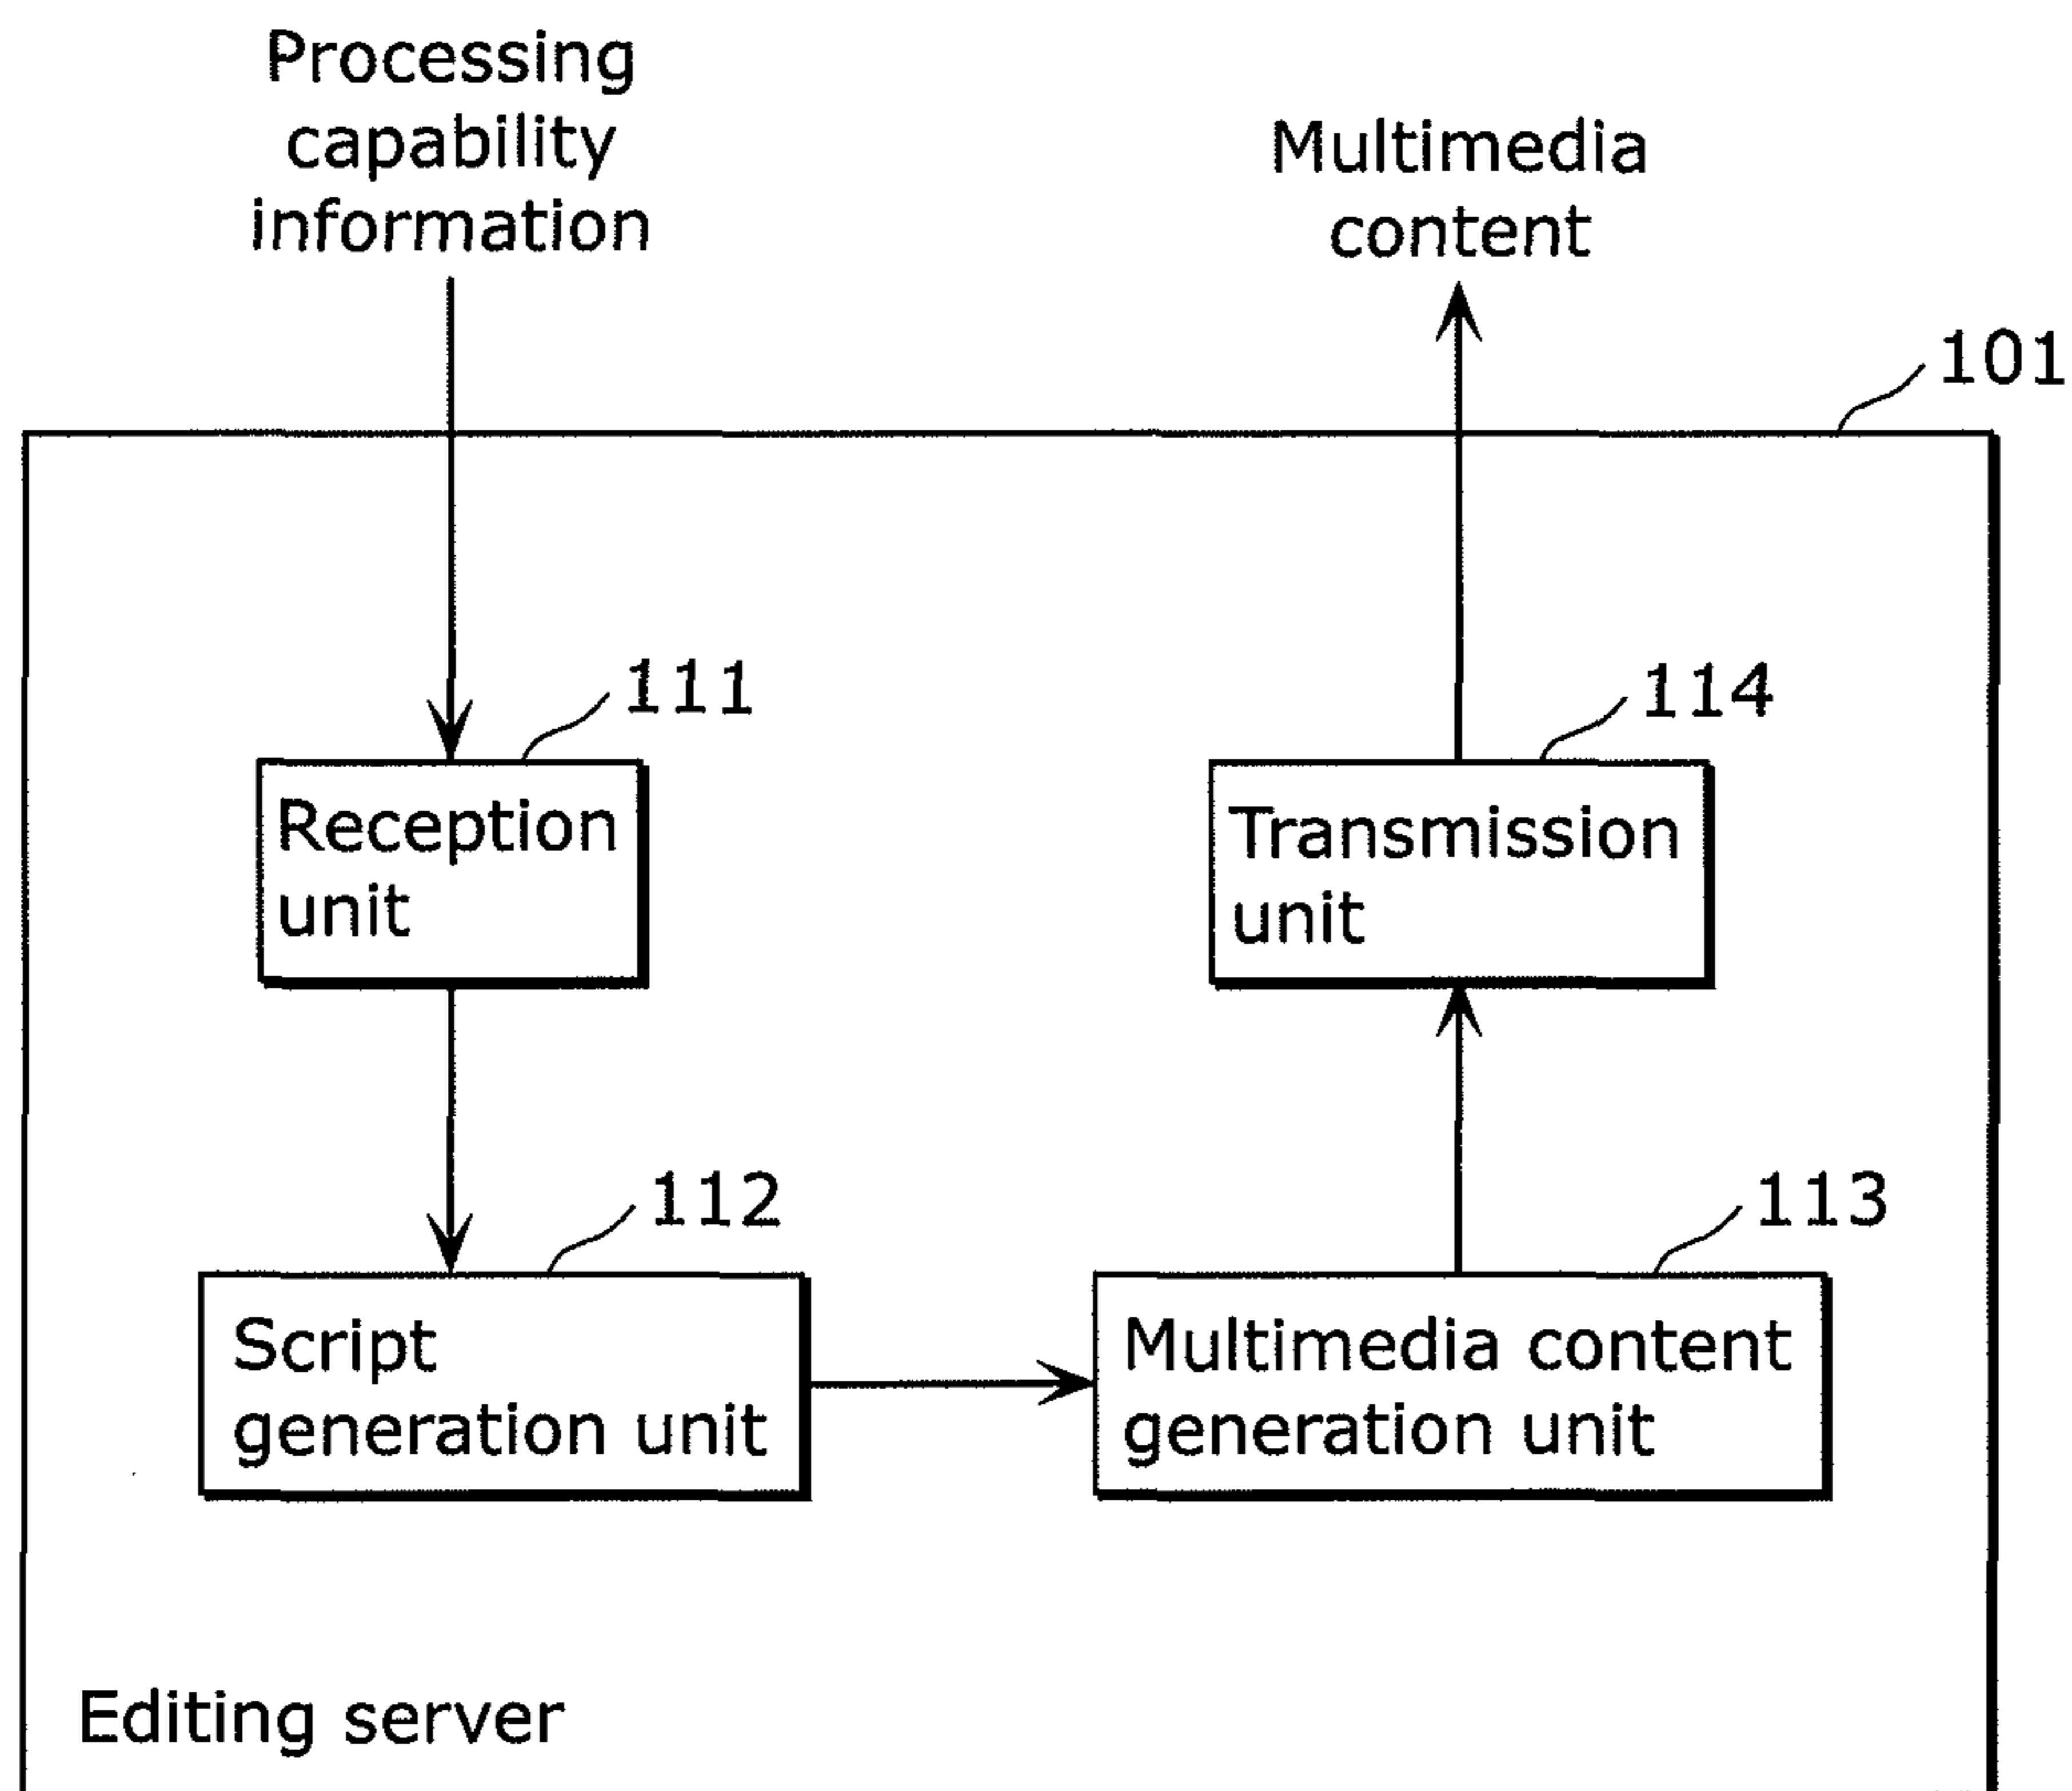 Processing
capability
information
Multimedia
content
101
111
Reception
unit
114
Transmission
unit
112
Script
generation unit
113
Multimedia content
generation unit
Editing server